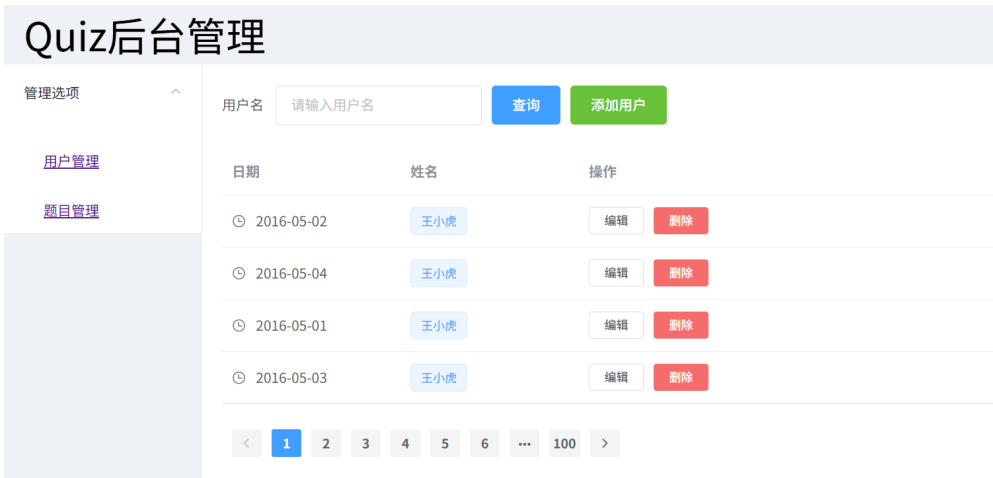 Quiz后台管理
管理选项
用户管理
题目管理
用户名 请输入用户名 查询 添加用户
日期 姓名 操作
2016-05-02 王小虎 编辑 删除
2016-05-04 王小虎 编辑 删除
2016-05-01 王小虎 编辑 删除
2016-05-03 王小虎 编辑 删除
1 2 3 4 5 6 ... 100